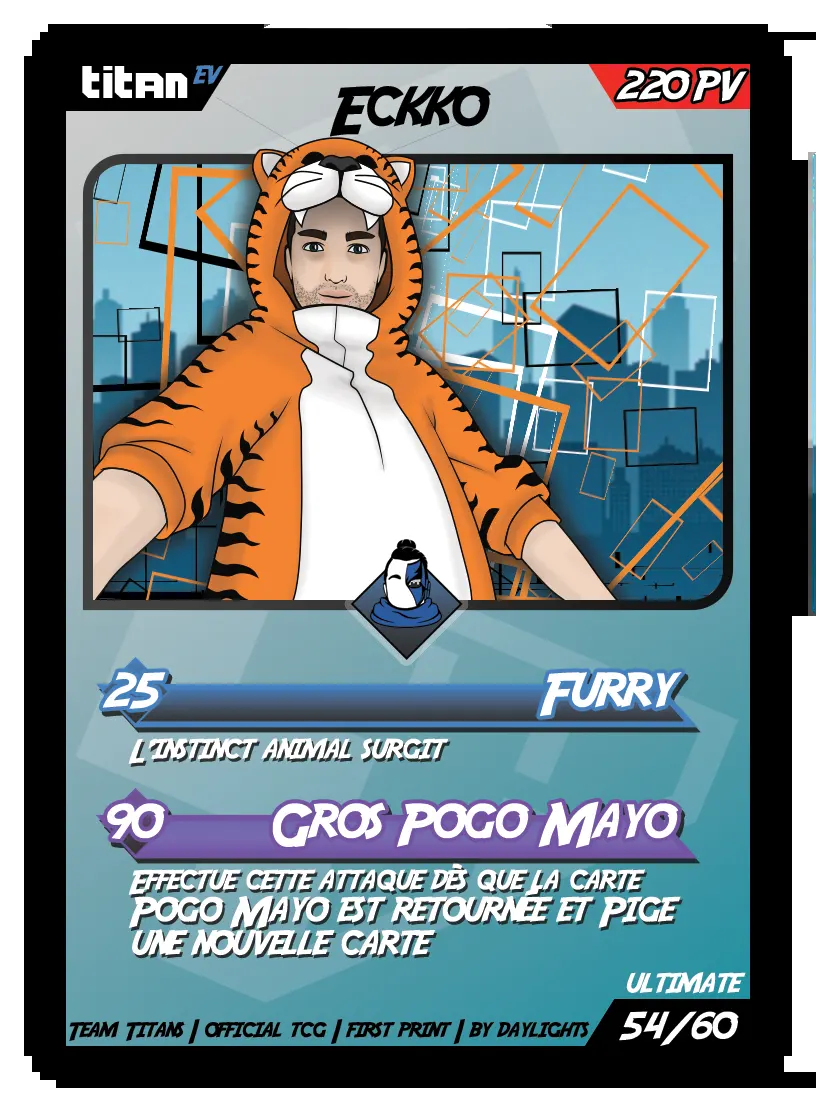 titan EV
220 PV
Eckko
25 Furry
L'instinct animal surgit
90 Gros Pogo Mayo
Effectue cette attaque dès que La carte
Pogo Mayo est retournée et Pige
une nouvelle carte
ULTIMATE
Team Titans | official tcg | first print | by daylights
54/60